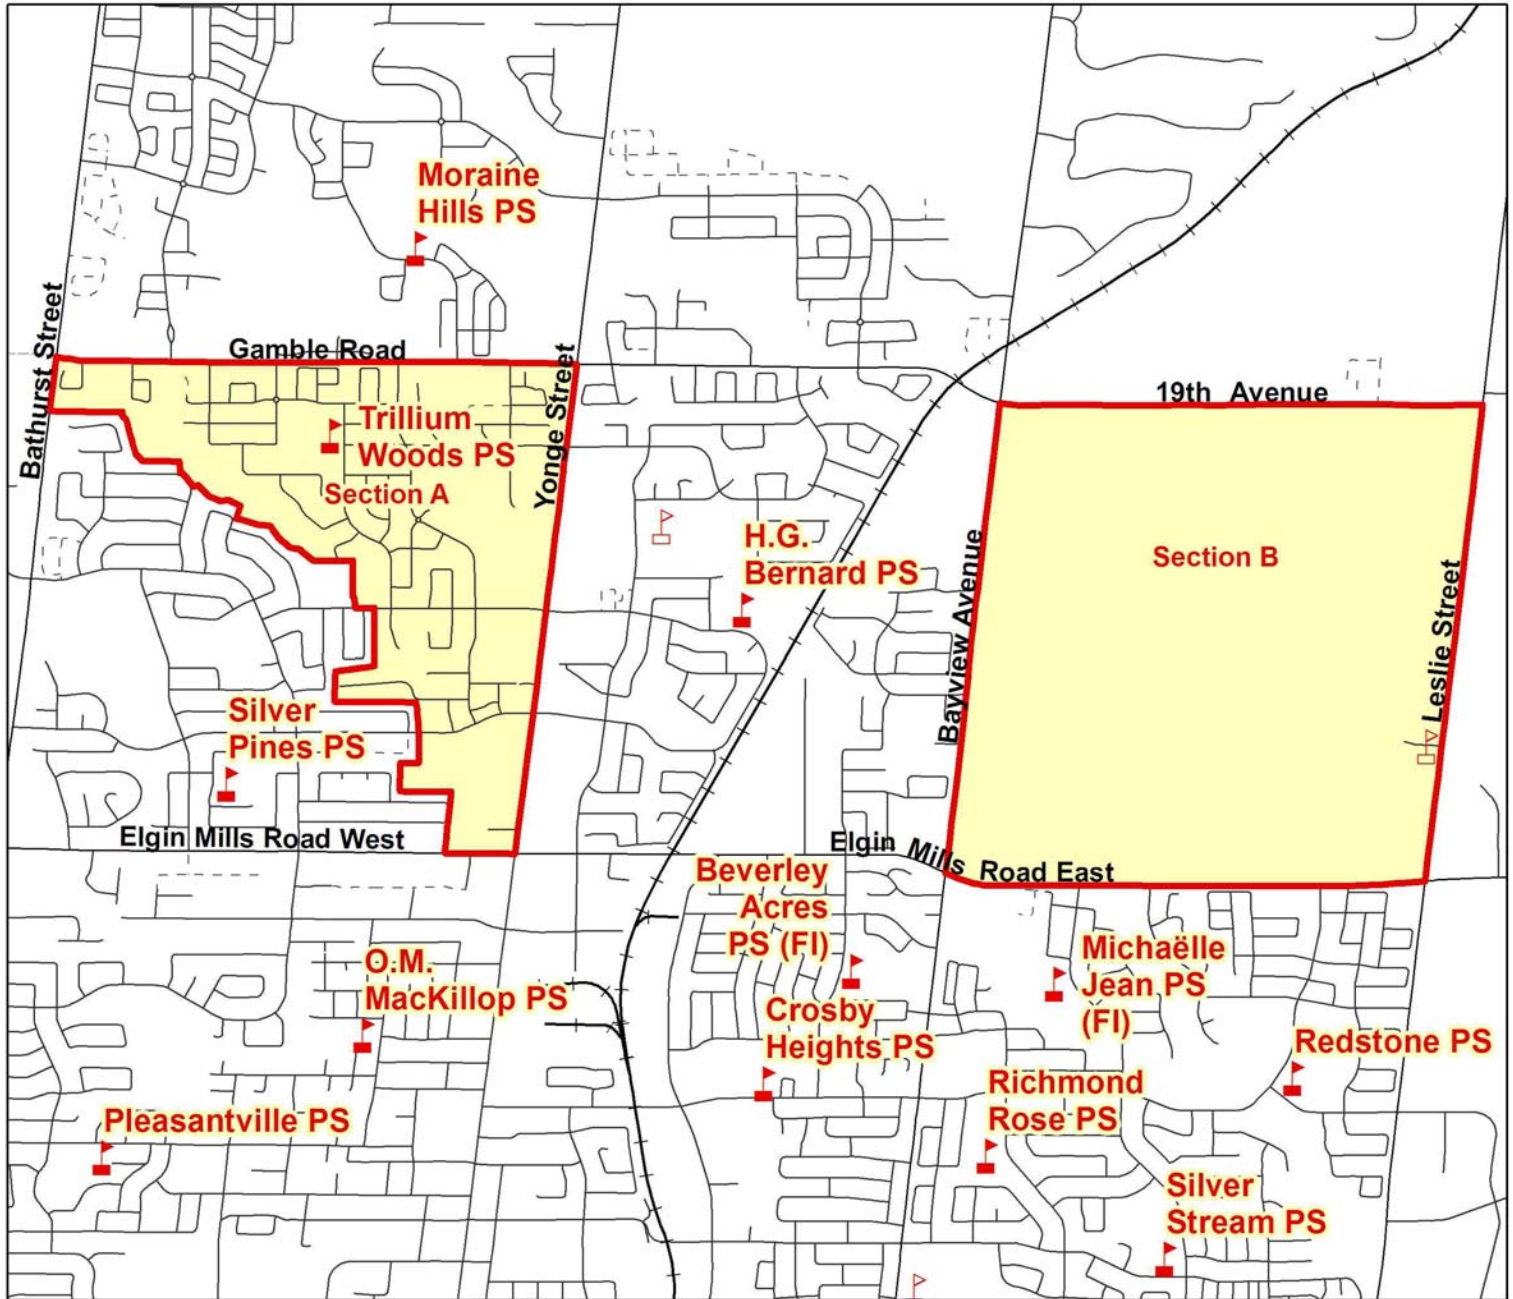 Moraine
Hills PS
Bathurst Street
Gamble Road
Yonge Street
19th Avenue
Trillium
Woods PS
Section A
H.G.
Bernard PS
Bayview Avenue
Section B
Leslie Street
Silver
Pines PS
Elgin Mills Road West
Elgin Mills Road East
Beverley
Acres
PS (FI)
Michaëlle
Jean PS
(FI)
O.M.
MacKillop PS
Crosby
Heights PS
Redstone PS
Richmond
Rose PS
Pleasantville PS
Silver
Stream PS